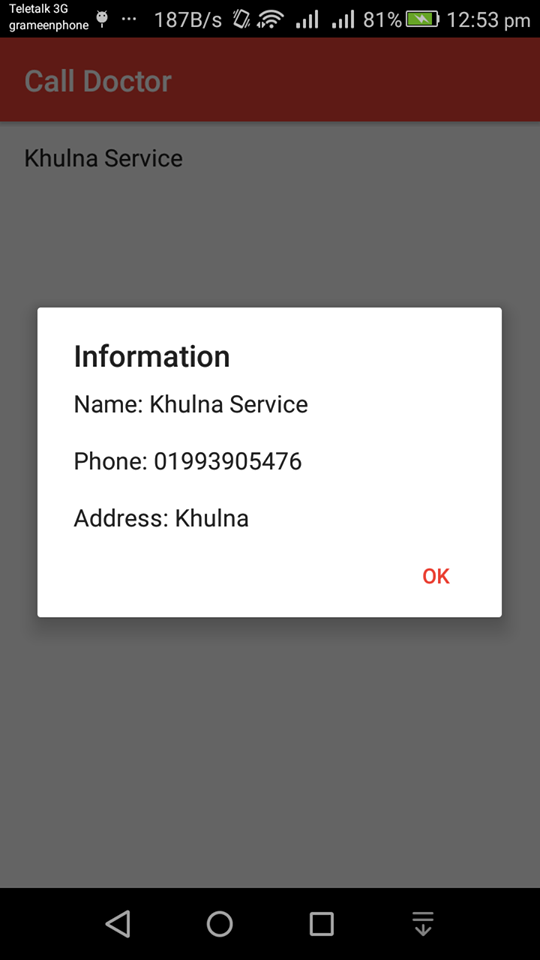 Teletalk 3G
grameenphone ... 187B/s 81% 12:53 pm
Call Doctor
Khulna Service
Information
Name: Khulna Service
Phone: 01993905476
Address: Khulna
OK